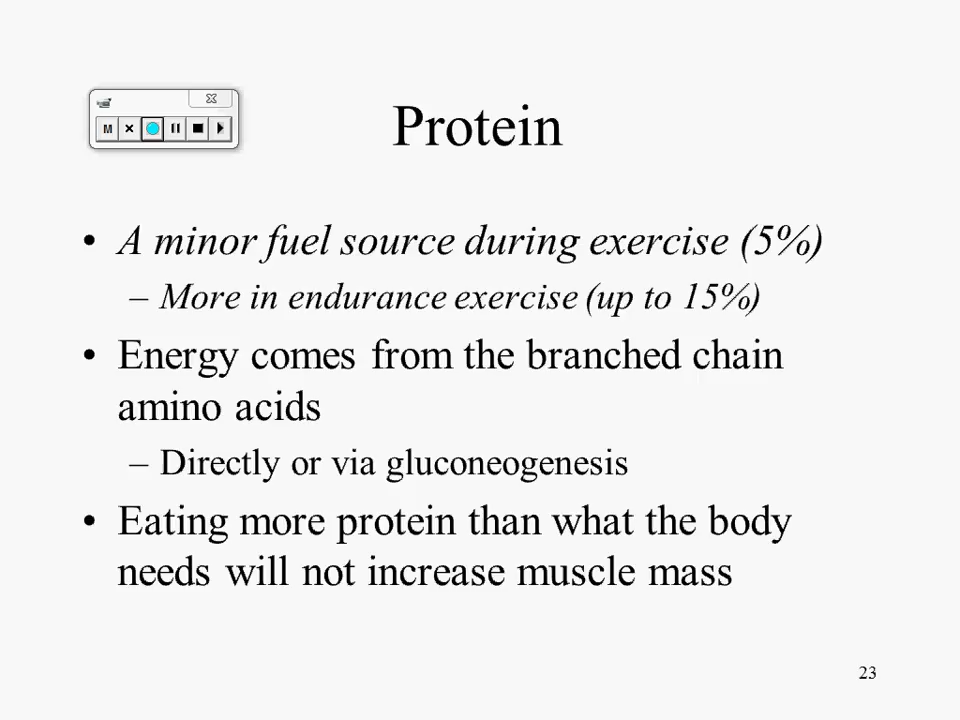 Protein
M
• A minor fuel source during exercise (5%)
– More in endurance exercise (up to 15%)
• Energy comes from the branched chain
amino acids
– Directly or via gluconeogenesis
• Eating more protein than what the body
needs will not increase muscle mass
23